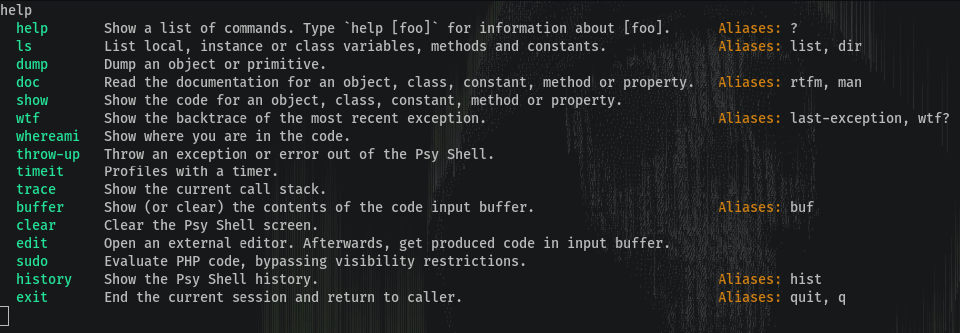 help
help Show a list of commands. Type `help [foo]` for information about [foo]. Aliases: ?
ls List local, instance or class variables, methods and constants. Aliases: list, dir
dump Dump an object or primitive.
doc Read the documentation for an object, class, constant, method or property. Aliases: rtfm, man
show Show the code for an object, class, constant, method or property.
wtf Show the backtrace of the most recent exception. Aliases: last-exception, wtf?
whereami Show where you are in the code.
throw-up Throw an exception or error out of the Psy Shell.
timeit Profiles with a timer.
trace Show the current call stack.
buffer Show (or clear) the contents of the code input buffer. Aliases: buf
clear Clear the Psy Shell screen.
edit Open an external editor. Afterwards, get produced code in input buffer.
sudo Evaluate PHP code, bypassing visibility restrictions.
history Show the Psy Shell history. Aliases: hist
exit End the current session and return to caller. Aliases: quit, q